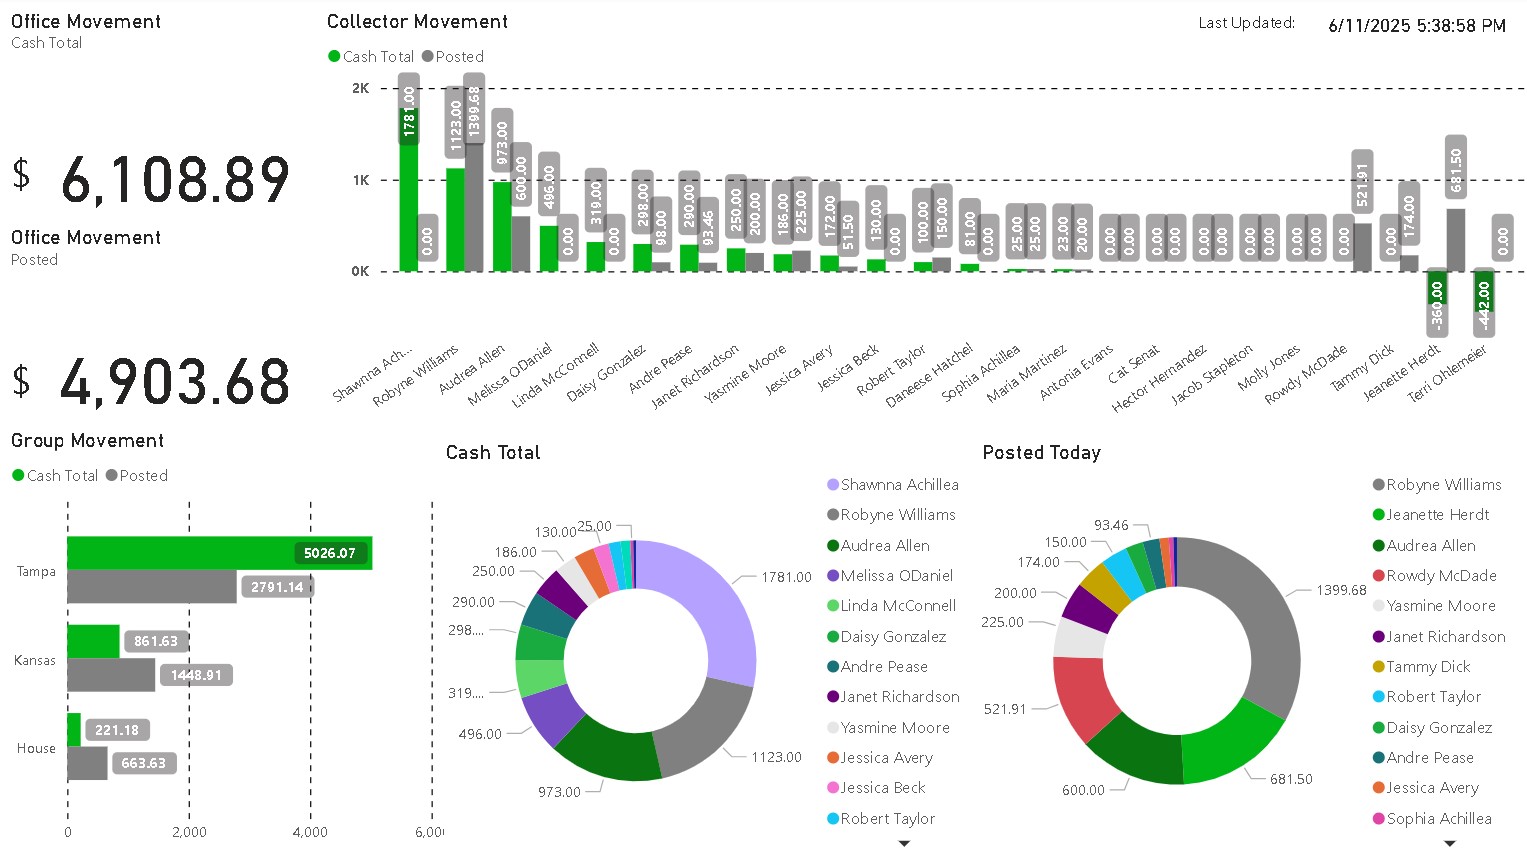 Office Movement
Cash Total
$ 6,108.89
Office Movement
Posted
$ 4,903.68
Collector Movement
Last Updated: 6/11/2025 5:38:58 PM
Cash Total Posted
2K
1K
0K
1781.00
0.00
1123.00
1399.68
973.00
600.00
496.00
0.00
319.00
0.00
298.00
98.00
290.00
93.46
250.00
200.00
186.00
225.00
172.00
51.50
130.00
0.00
100.00
150.00
81.00
0.00
25.00
25.00
23.00
20.00
0.00
0.00
0.00
0.00
0.00
0.00
0.00
0.00
0.00
0.00
0.00
521.91
0.00
174.00
-360.00
681.50
-442.00
0.00
Shawnna Ach...
Robyne Williams
Audrea Allen
Melissa ODaniel
Linda McConnell
Daisy Gonzalez
Andre Pease
Janet Richardson
Yasmine Moore
Jessica Avery
Jessica Beck
Robert Taylor
Daneese Hatchel
Sophia Achillea
Maria Martinez
Antonia Evans
Cat Senat
Hector Hernandez
Jacob Stapleton
Molly Jones
Rowdy McDade
Tammy Dick
Jeanette Herdt
Terri Ohlemeier
Group Movement
Cash Total Posted
Tampa
5026.07
2791.14
Kansas
861.63
1448.91
House
221.18
663.63
0 2,000 4,000 6,00
Cash Total
1781.00
1123.00
973.00
496.00
319....
298....
290.00
250.00
186.00
130.00
25.00
Shawnna Achillea
Robyne Williams
Audrea Allen
Melissa ODaniel
Linda McConnell
Daisy Gonzalez
Andre Pease
Janet Richardson
Yasmine Moore
Jessica Avery
Jessica Beck
Robert Taylor
Posted Today
1399.68
681.50
600.00
521.91
225.00
200.00
174.00
150.00
93.46
Robyne Williams
Jeanette Herdt
Audrea Allen
Rowdy McDade
Yasmine Moore
Janet Richardson
Tammy Dick
Robert Taylor
Daisy Gonzalez
Andre Pease
Jessica Avery
Sophia Achillea